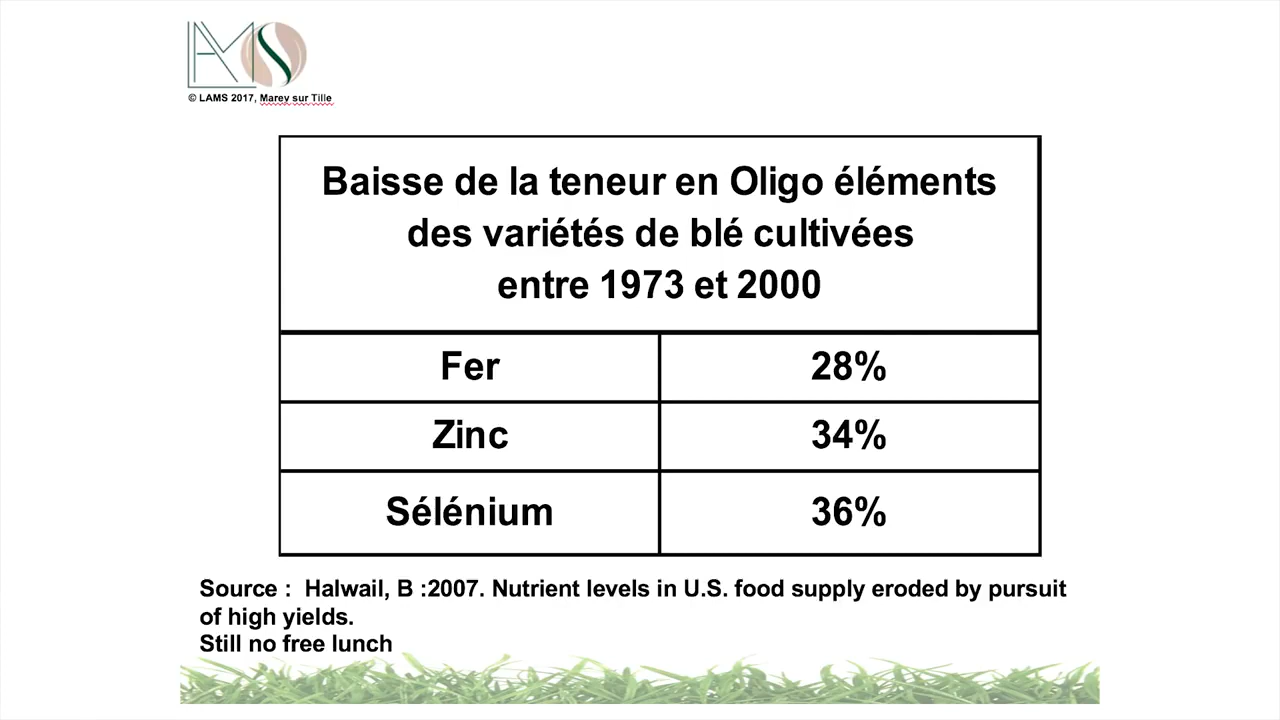 LAMS
© LAMS 2017, Marey sur Tille
Baisse de la teneur en Oligo éléments
des variétés de blé cultivées
entre 1973 et 2000
Fer 28%
Zinc 34%
Sélénium 36%
Source : Halwail, B :2007. Nutrient levels in U.S. food supply eroded by pursuit
of high yields.
Still no free lunch